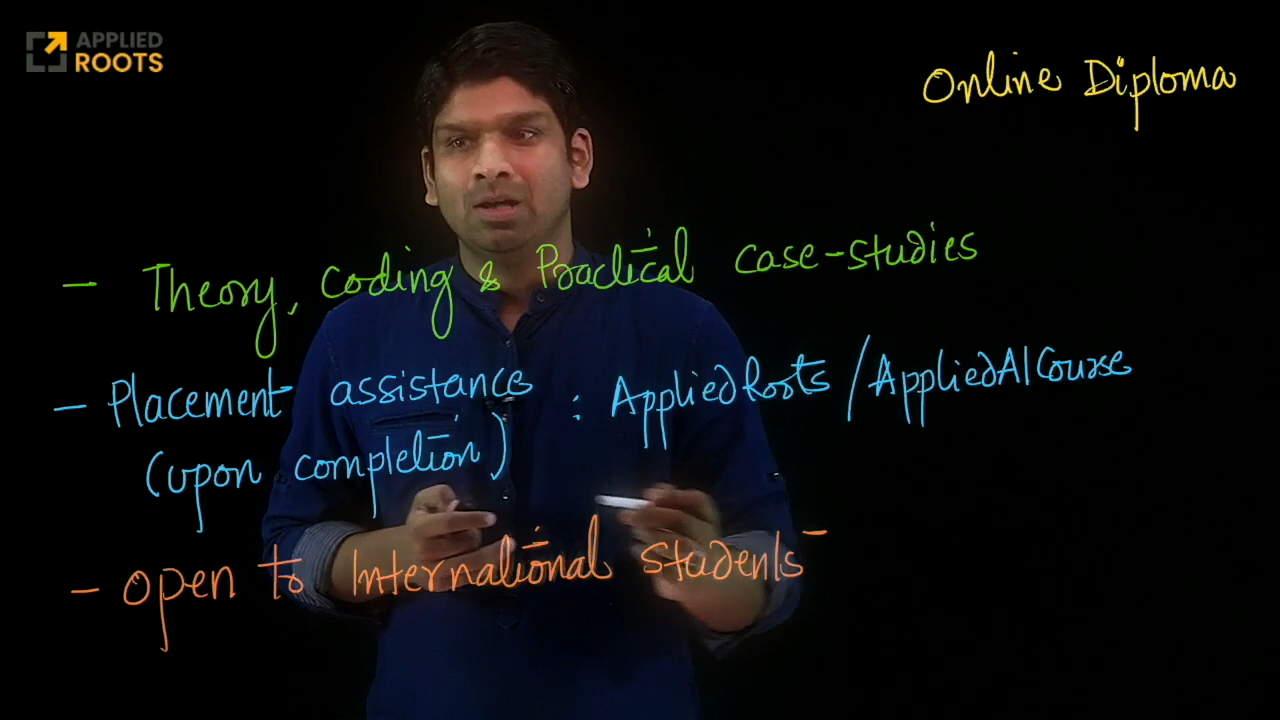 APPLIED
ROOTS
Online Diploma
- Theory, coding & Practical case-studies
- Placement assistance : AppliedRoots / AppliedAICourse
(upon completion)
- open to International students